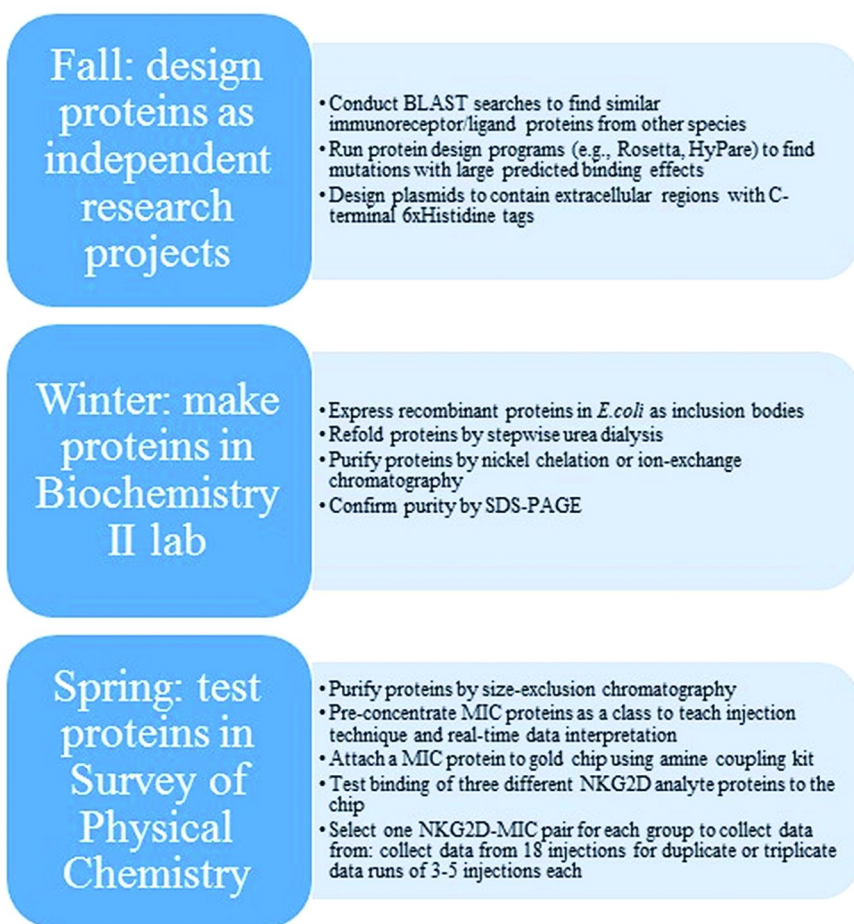 Fall: design
proteins as
independent
research
projects
• Conduct BLAST searches to find similar
immunoreceptor/ligand proteins from other species
• Run protein design programs (e.g., Rosetta, HyPare) to find
mutations with large predicted binding effects
• Design plasmids to contain extracellular regions with C-
terminal 6xHistidine tags
Winter: make
proteins in
Biochemistry
II lab
• Express recombinant proteins in E.coli as inclusion bodies
• Refold proteins by stepwise urea dialysis
• Purify proteins by nickel chelation or ion-exchange
chromatography
• Confirm purity by SDS-PAGE
Spring: test
proteins in
Survey of
Physical
Chemistry
• Purify proteins by size-exclusion chromatography
• Pre-concentrate MIC proteins as a class to teach injection
technique and real-time data interpretation
• Attach a MIC protein to gold chip using amine coupling kit
• Test binding of three different NKG2D analyte proteins to the
chip
• Select one NKG2D-MIC pair for each group to collect data
from: collect data from 18 injections for duplicate or triplicate
data runs of 3-5 injections each